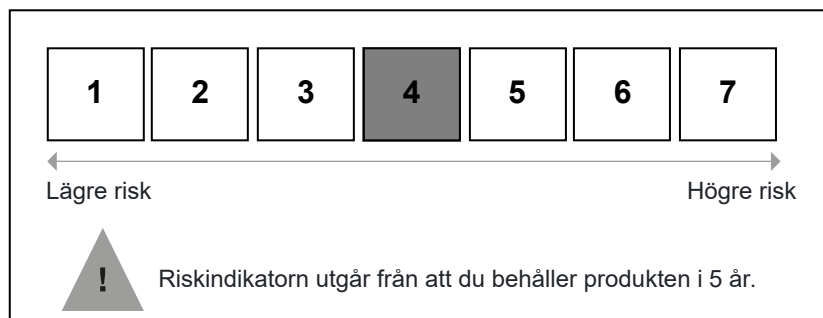 1 2 3 4 5 6 7
Lägre risk Högre risk
! Riskindikatorn utgår från att du behåller produkten i 5 år.